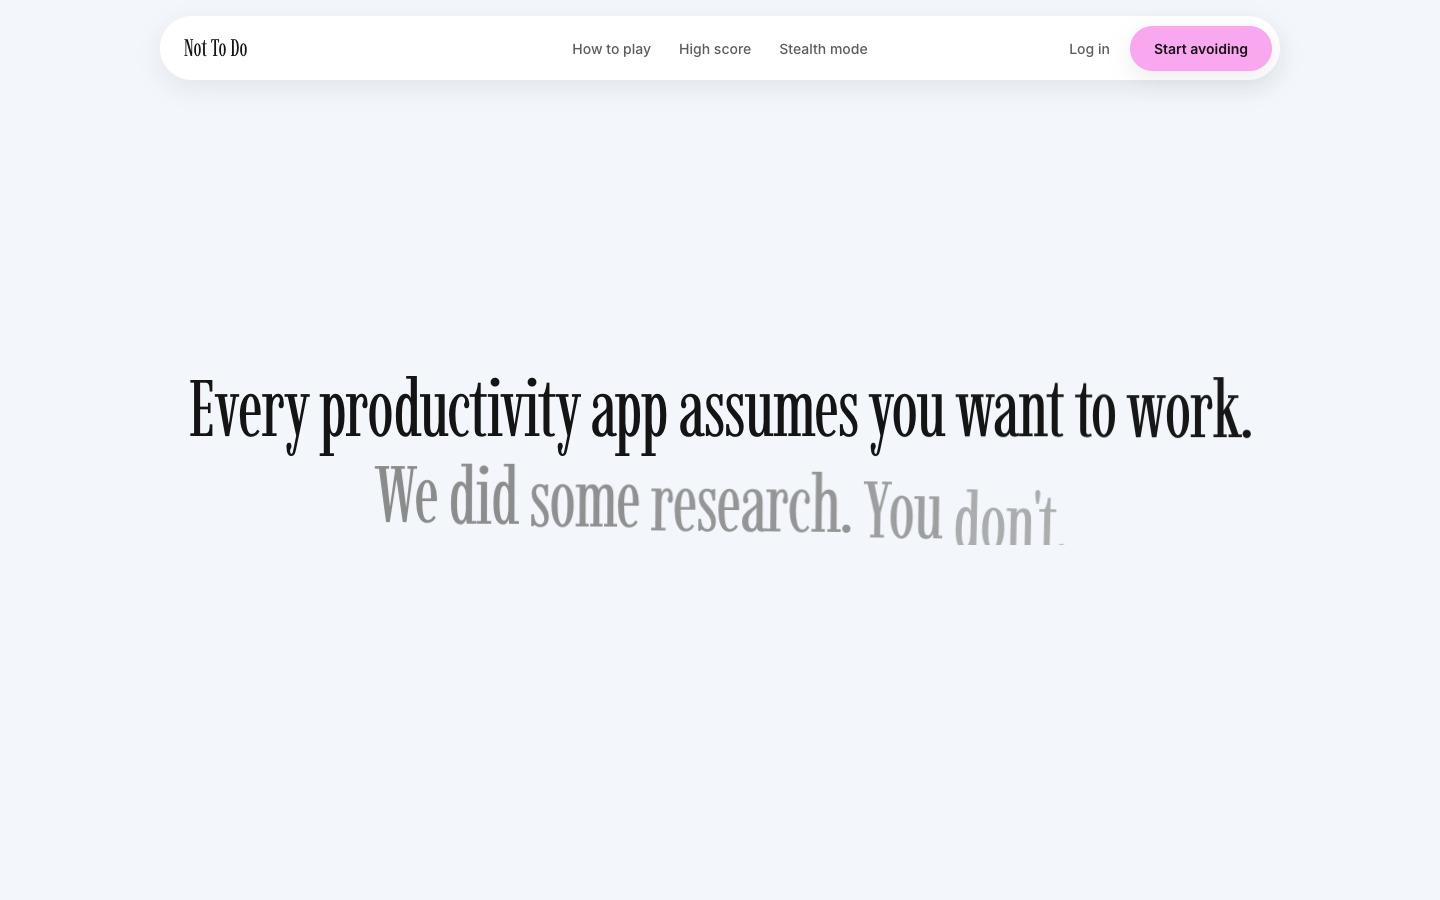 Not To Do
How to play
High score
Stealth mode
Log in
Start avoiding
Every productivity app assumes you want to work.
We did some research. You don't.